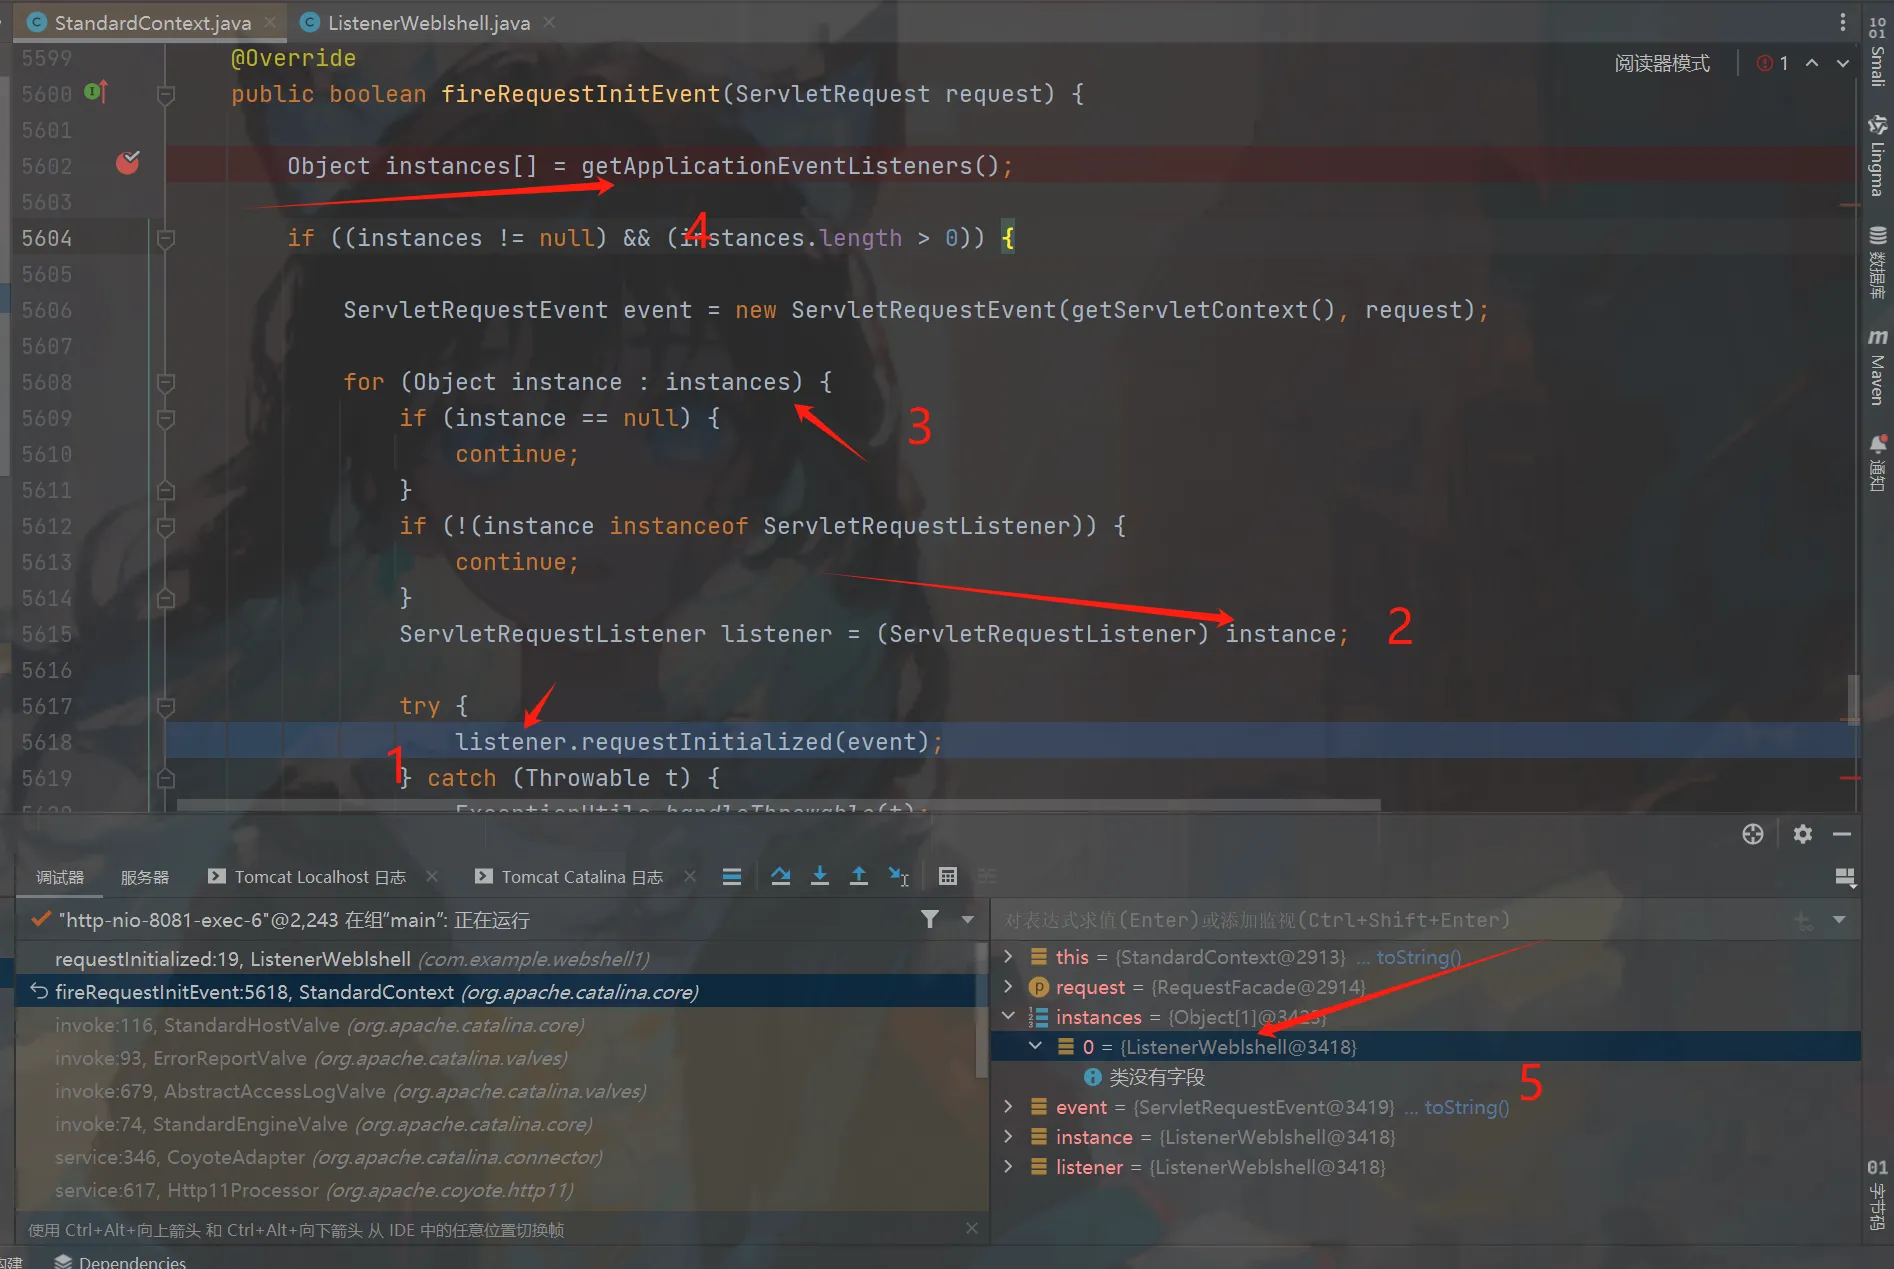 StandardContext.java
ListenerWeblshell.java
5599 @Override
5600 public boolean fireRequestInitEvent(ServletRequest request) {
阅读器模式
1
5601
5602 Object instances[] = getApplicationEventListeners();
5603
4
5604 if ((instances != null) && (instances.length > 0)) {
5605
5606 ServletRequestEvent event = new ServletRequestEvent(getServletContext(), request);
5607
5608 for (Object instance : instances) {
3
5609 if (instance == null) {
5610 continue;
5611 }
5612 if (!(instance instanceof ServletRequestListener)) {
5613 continue;
5614 }
5615 ServletRequestListener listener = (ServletRequestListener) instance;
2
5616
5617 try {
5618 listener.requestInitialized(event);
1
5619 } catch (Throwable t) {
ExceptionUtils.handleThrowable(t);
Smali
Lingma
数据库
Maven
通知
字节码
调试器
服务器
Tomcat Localhost 日志
Tomcat Catalina 日志
"http-nio-8081-exec-6"@2,243 在组“main”: 正在运行
requestInitialized:19, ListenerWeblshell (com.example.webshell1)
fireRequestInitEvent:5618, StandardContext (org.apache.catalina.core)
invoke:116, StandardHostValve (org.apache.catalina.core)
invoke:93, ErrorReportValve (org.apache.catalina.valves)
invoke:679, AbstractAccessLogValve (org.apache.catalina.valves)
invoke:74, StandardEngineValve (org.apache.catalina.core)
service:346, CoyoteAdapter (org.apache.catalina.connector)
service:617, Http11Processor (org.apache.coyote.http11)
使用 Ctrl+Alt+向上箭头 和 Ctrl+Alt+向下箭头 从 IDE 中的任意位置切换帧
对表达式求值(Enter)或添加监视(Ctrl+Shift+Enter)
this = {StandardContext@2913} ... toString()
request = {RequestFacade@2914}
instances = {Object[1]@3423}
0 = {ListenerWeblshell@3418}
类没有字段
5
event = {ServletRequestEvent@3419} ... toString()
instance = {ListenerWeblshell@3418}
listener = {ListenerWeblshell@3418}
Dependencies